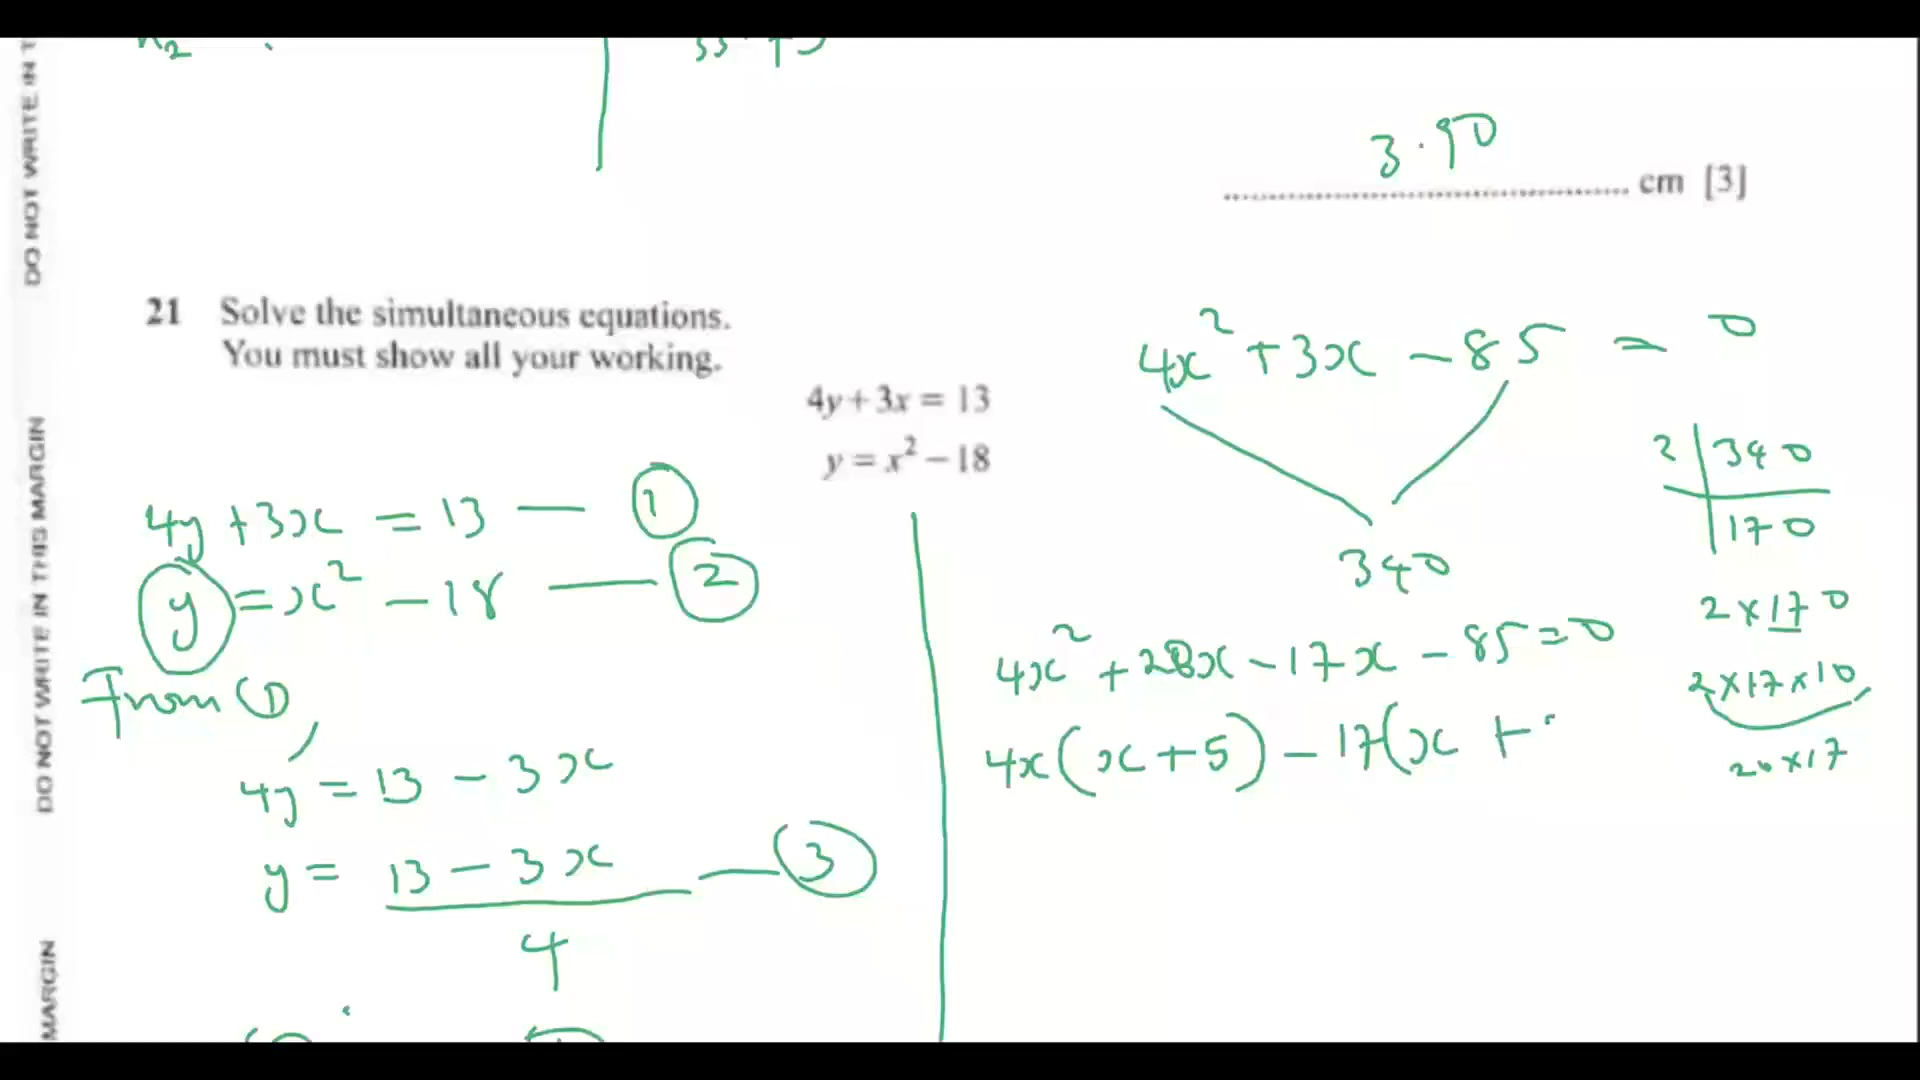 3.90
cm [3]
21 Solve the simultaneous equations.
You must show all your working.
4y + 3x = 13
y = x² − 18
4y + 3x = 13 — ①
y = x² − 18 — ②
From ①,
4y = 13 − 3x
y = 13 − 3x — ③
4
4x² + 3x − 85 = 0
340
2 | 340
170
2 × 170
2 × 17 × 10
20 × 17
4x² + 20x − 17x − 85 = 0
4x(x + 5) − 17(x +
DO NOT WRITE IN
DO NOT WRITE IN THIS MARGIN
MARGIN